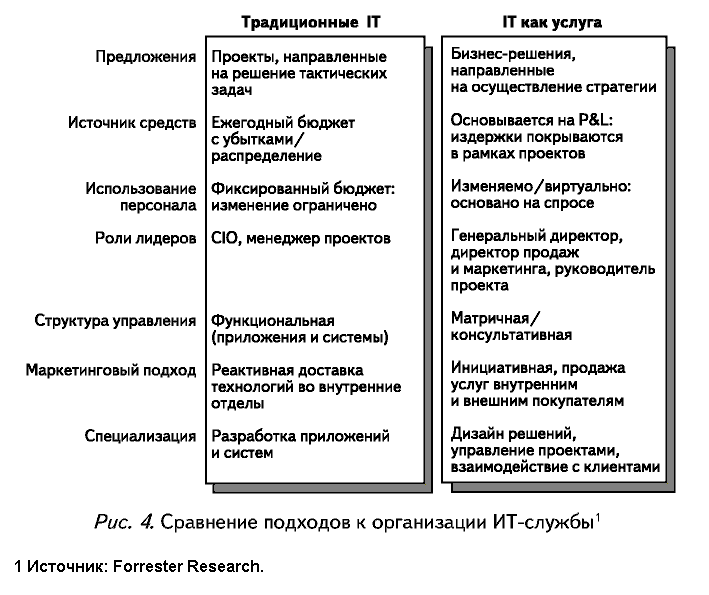 Традиционные IT
IT как услуга
Предложения
Проекты, направленные
на решение тактических
задач
Бизнес-решения,
направленные
на осуществление стратегии
Источник средств
Ежегодный бюджет
с убытками/
распределение
Основывается на P&L:
издержки покрываются
в рамках проектов
Использование
персонала
Фиксированный бюджет:
изменение ограничено
Изменяемо/виртуально:
основано на спросе
Роли лидеров
CIO, менеджер проектов
Генеральный директор,
директор продаж
и маркетинга, руководитель
проекта
Структура управления
Функциональная
(приложения и системы)
Матричная/
консультативная
Маркетинговый подход
Реактивная доставка
технологий во внутренние
отделы
Инициативная, продажа
услуг внутренним
и внешним покупателям
Специализация
Разработка приложений
и систем
Дизайн решений,
управление проектами,
взаимодействие с клиентами
Рис. 4. Сравнение подходов к организации ИТ-службы¹
1 Источник: Forrester Research.